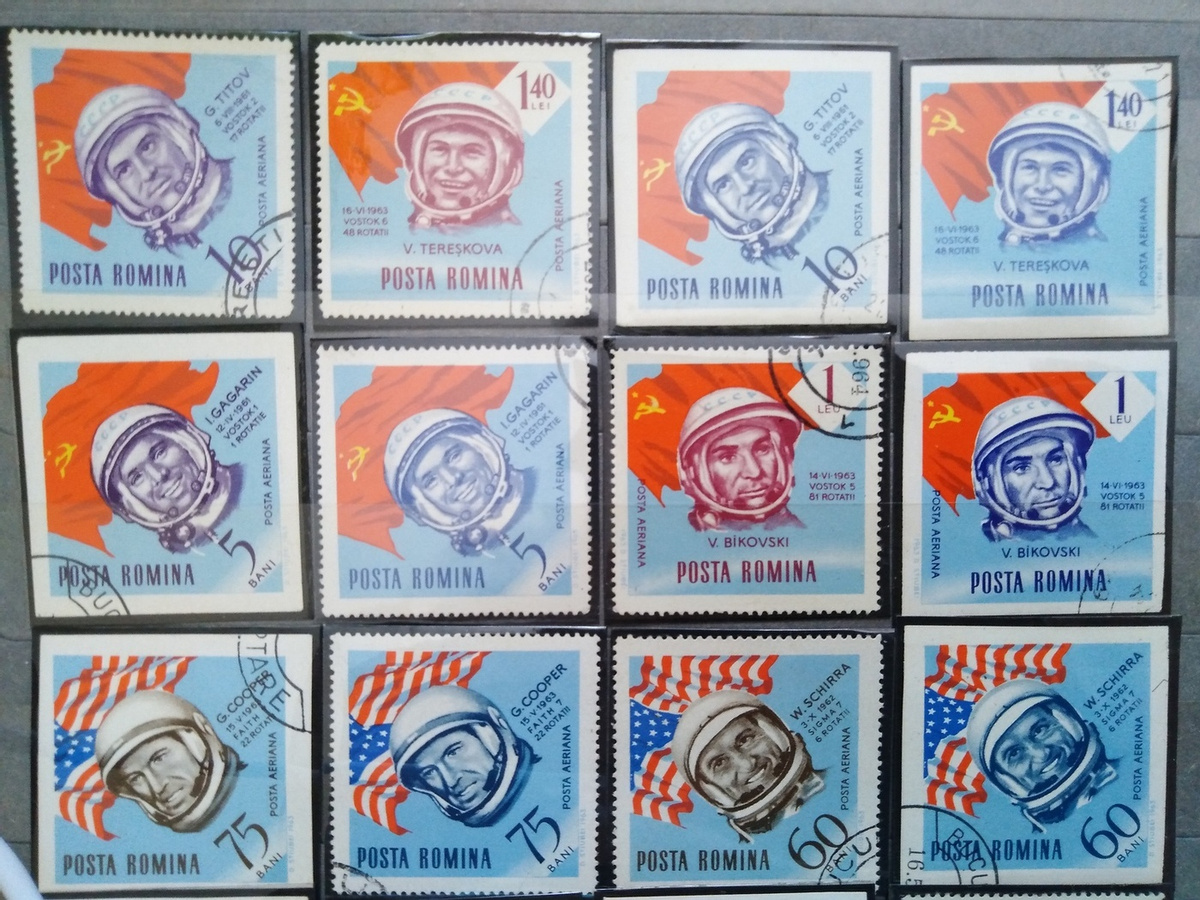 CCCP
G. TITOV
6·VIII·1961
VOSTOK 2
17 ROTATII
POSTA AERIANA
POSTA ROMINA
10
BANI
CCCP
1 40
LEI
16·VI·1963
VOSTOK 6
48 ROTATII
POSTA AERIANA
V. TEREȘKOVA
POSTA ROMINA
CCCP
G. TITOV
6·VIII·1961
VOSTOK 2
17 ROTATII
POSTA AERIANA
POSTA ROMINA
10
BANI
CCCP
1 40
LEI
16·VI·1963
VOSTOK 6
48 ROTATII
POSTA AERIANA
V. TEREȘKOVA
POSTA ROMINA
I. GAGARIN
12·IV·1961
VOSTOK 1
1 ROTATIE
POSTA AERIANA
POSTA ROMINA
5
BANI
I. GAGARIN
12·IV·1961
VOSTOK 1
1 ROTATIE
POSTA AERIANA
POSTA ROMINA
5
BANI
CCCP
1
LEU
14·VI·1963
VOSTOK 5
81 ROTATII
POSTA AERIANA
V. BÎKOVSKI
POSTA ROMINA
CCCP
1
LEU
14·VI·1963
VOSTOK 5
81 ROTATII
POSTA AERIANA
V. BÎKOVSKI
POSTA ROMINA
G. COOPER
15·V·1963
FAITH 7
22 ROTATII
POSTA AERIANA
POSTA ROMINA
75
BANI
G. COOPER
15·V·1963
FAITH 7
22 ROTATII
POSTA AERIANA
POSTA ROMINA
75
BANI
W. SCHIRRA
3·X·1962
SIGMA 7
6 ROTATII
POSTA AERIANA
POSTA ROMINA
60
BANI
W. SCHIRRA
3·X·1962
SIGMA 7
6 ROTATII
POSTA AERIANA
POSTA ROMINA
60
BANI